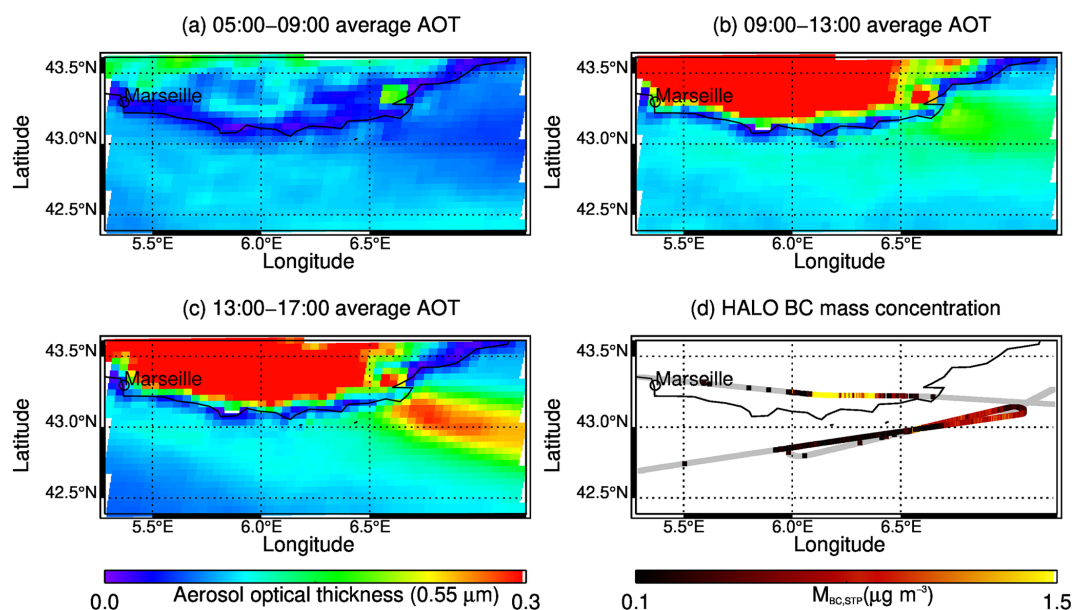 (a) 05:00−09:00 average AOT
(b) 09:00−13:00 average AOT
43.5°N
43.0°N
42.5°N
Latitude
Marseille
5.5°E 6.0°E 6.5°E
Longitude
43.5°N
43.0°N
42.5°N
Latitude
Marseille
5.5°E 6.0°E 6.5°E
Longitude
(c) 13:00−17:00 average AOT
(d) HALO BC mass concentration
43.5°N
43.0°N
42.5°N
Latitude
Marseille
5.5°E 6.0°E 6.5°E
Longitude
43.5°N
43.0°N
42.5°N
Latitude
Marseille
5.5°E 6.0°E 6.5°E
Longitude
0.0 Aerosol optical thickness (0.55 µm) 0.3
0.1 M_BC,STP (µg m⁻³) 1.5